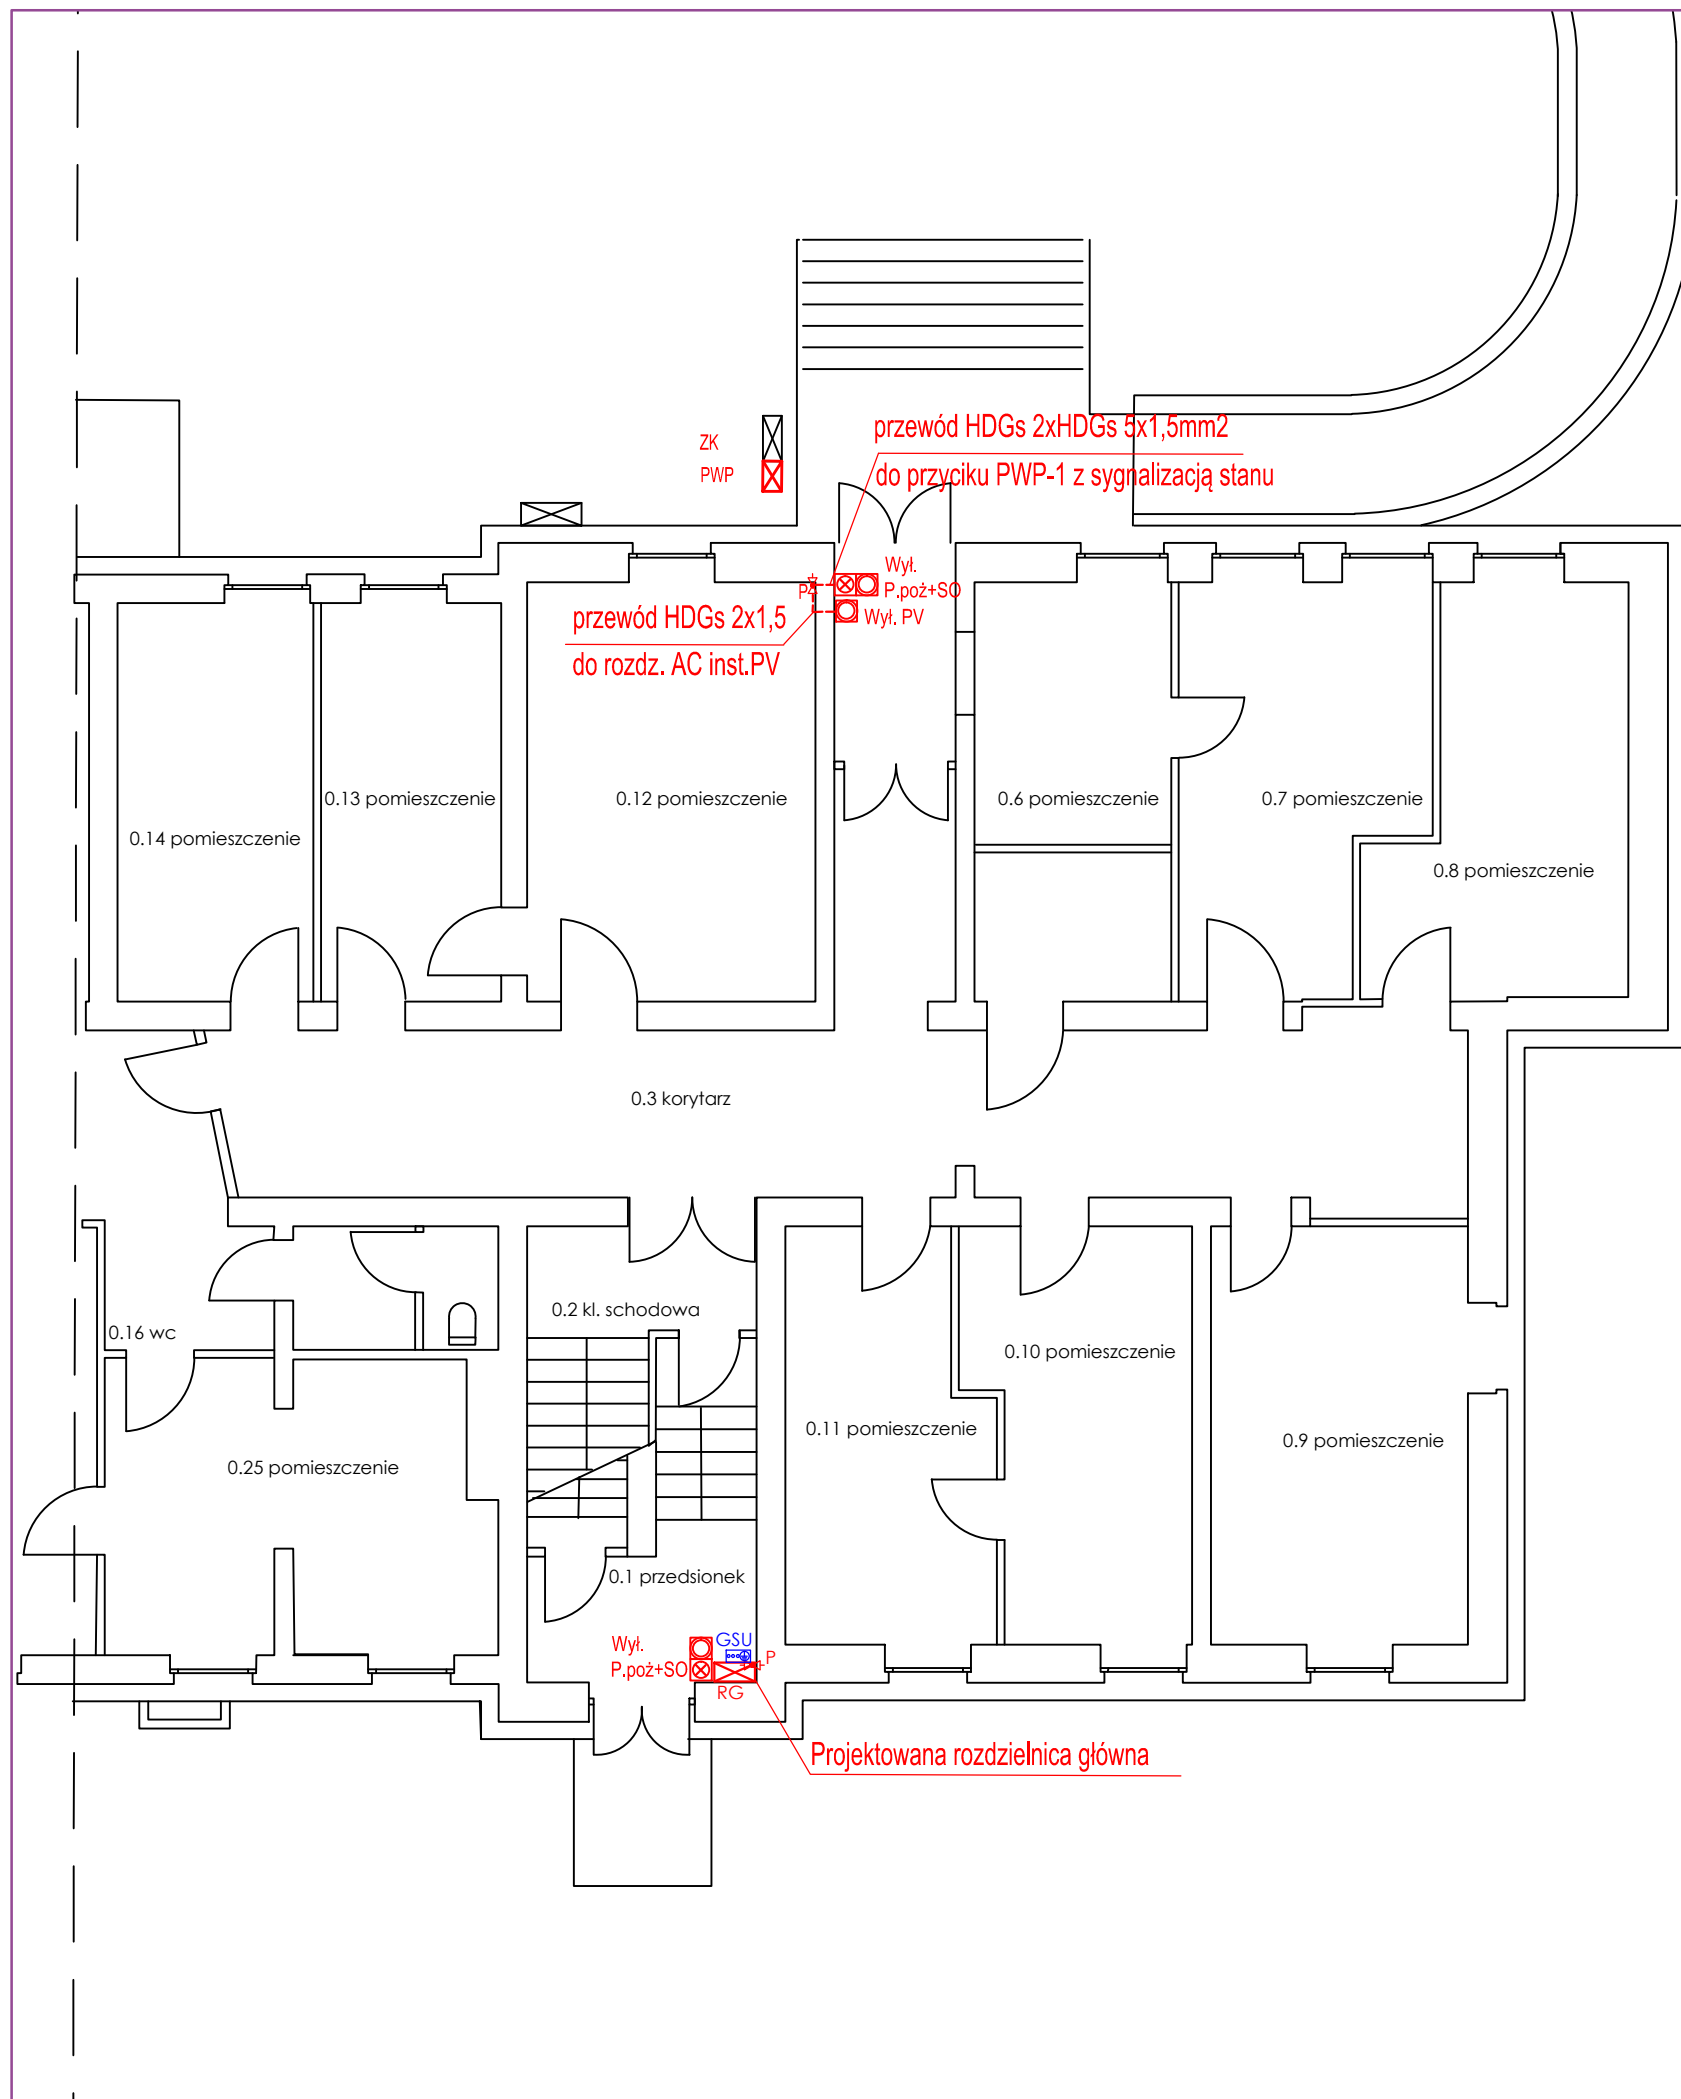 przewód HDGs 2xHDGs 5x1,5mm2
do przyciku PWP-1 z sygnalizacją stanu
ZK
PWP
Wył.
P.poż+SO
Wył. PV
P
przewód HDGs 2x1,5
do rozdz. AC inst.PV
0.14 pomieszczenie
0.13 pomieszczenie
0.12 pomieszczenie
0.6 pomieszczenie
0.7 pomieszczenie
0.8 pomieszczenie
0.3 korytarz
0.2 kl. schodowa
0.16 wc
0.10 pomieszczenie
0.11 pomieszczenie
0.9 pomieszczenie
0.25 pomieszczenie
0.1 przedsionek
Wył.
P.poż+SO
GSU
P
RG
Projektowana rozdzielnica główna